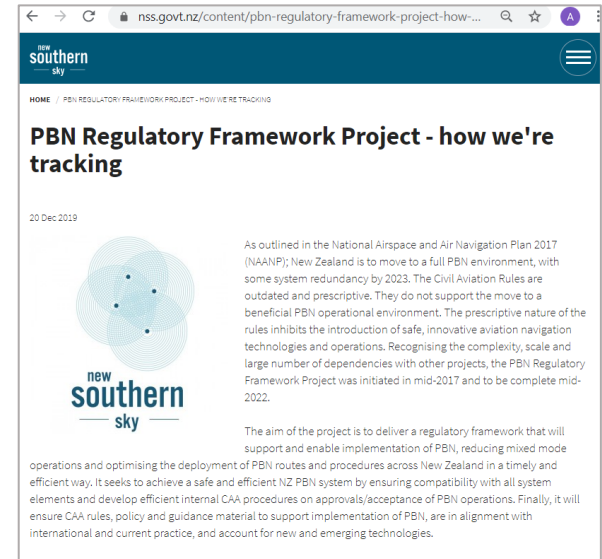 nss.govt.nz/content/pbn-regulatory-framework-project-how-...
A
new
southern
sky
HOME / PBN REGULATORY FRAMEWORK PROJECT - HOW WE'RE TRACKING
PBN Regulatory Framework Project - how we're
tracking
20 Dec 2019
As outlined in the National Airspace and Air Navigation Plan 2017
(NAANP); New Zealand is to move to a full PBN environment, with
some system redundancy by 2023. The Civil Aviation Rules are
outdated and prescriptive. They do not support the move to a
beneficial PBN operational environment. The prescriptive nature of the
rules inhibits the introduction of safe, innovative aviation navigation
technologies and operations. Recognising the complexity, scale and
large number of dependencies with other projects, the PBN Regulatory
Framework Project was initiated in mid-2017 and to be complete mid-
2022.
new
southern
sky
The aim of the project is to deliver a regulatory framework that will
support and enable implementation of PBN, reducing mixed mode
operations and optimising the deployment of PBN routes and procedures across New Zealand in a timely and
efficient way. It seeks to achieve a safe and efficient NZ PBN system by ensuring compatibility with all system
elements and develop efficient internal CAA procedures on approvals/acceptance of PBN operations. Finally, it will
ensure CAA rules, policy and guidance material to support implementation of PBN, are in alignment with
international and current practice, and account for new and emerging technologies.